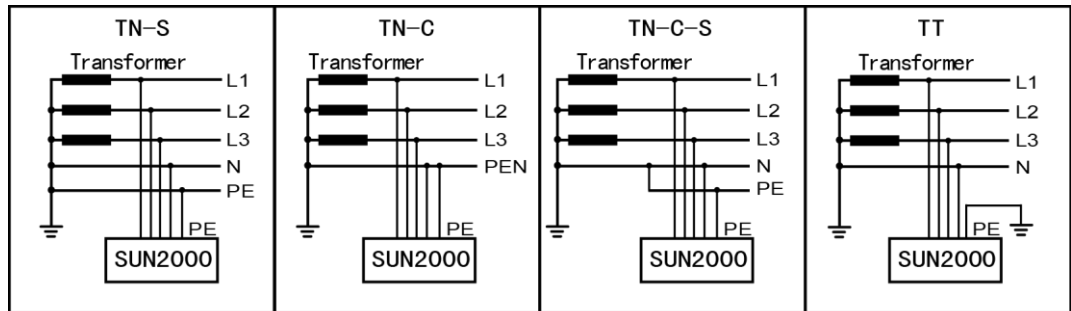 TN-S
Transformer
L1
L2
L3
N
PE
PE
SUN2000
TN-C
Transformer
L1
L2
L3
PEN
PE
SUN2000
TN-C-S
Transformer
L1
L2
L3
N
PE
PE
SUN2000
TT
Transformer
L1
L2
L3
N
PE
SUN2000